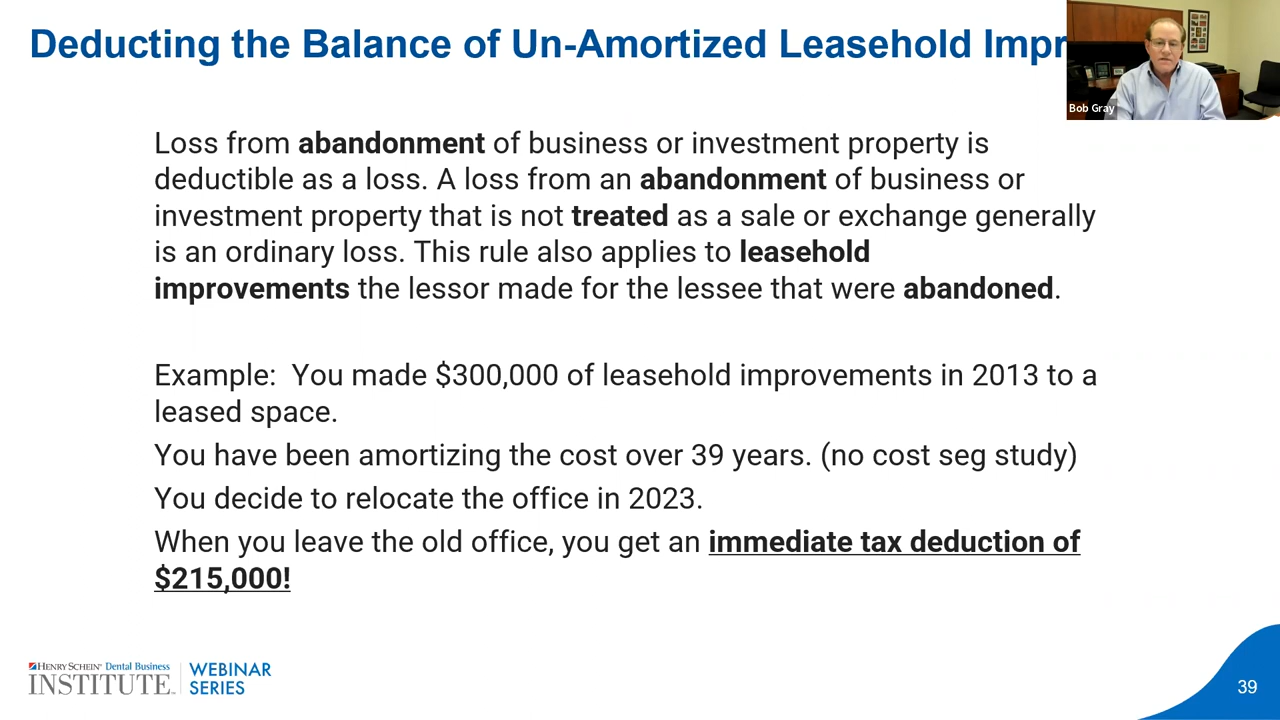 Deducting the Balance of Un-Amortized Leasehold Impr
Bob Gray
Loss from abandonment of business or investment property is
deductible as a loss. A loss from an abandonment of business or
investment property that is not treated as a sale or exchange generally
is an ordinary loss. This rule also applies to leasehold
improvements the lessor made for the lessee that were abandoned.
Example:  You made $300,000 of leasehold improvements in 2013 to a
leased space.
You have been amortizing the cost over 39 years. (no cost seg study)
You decide to relocate the office in 2023.
When you leave the old office, you get an immediate tax deduction of
$215,000!
HENRY SCHEIN® Dental Business
INSTITUTE™
WEBINAR
SERIES
39